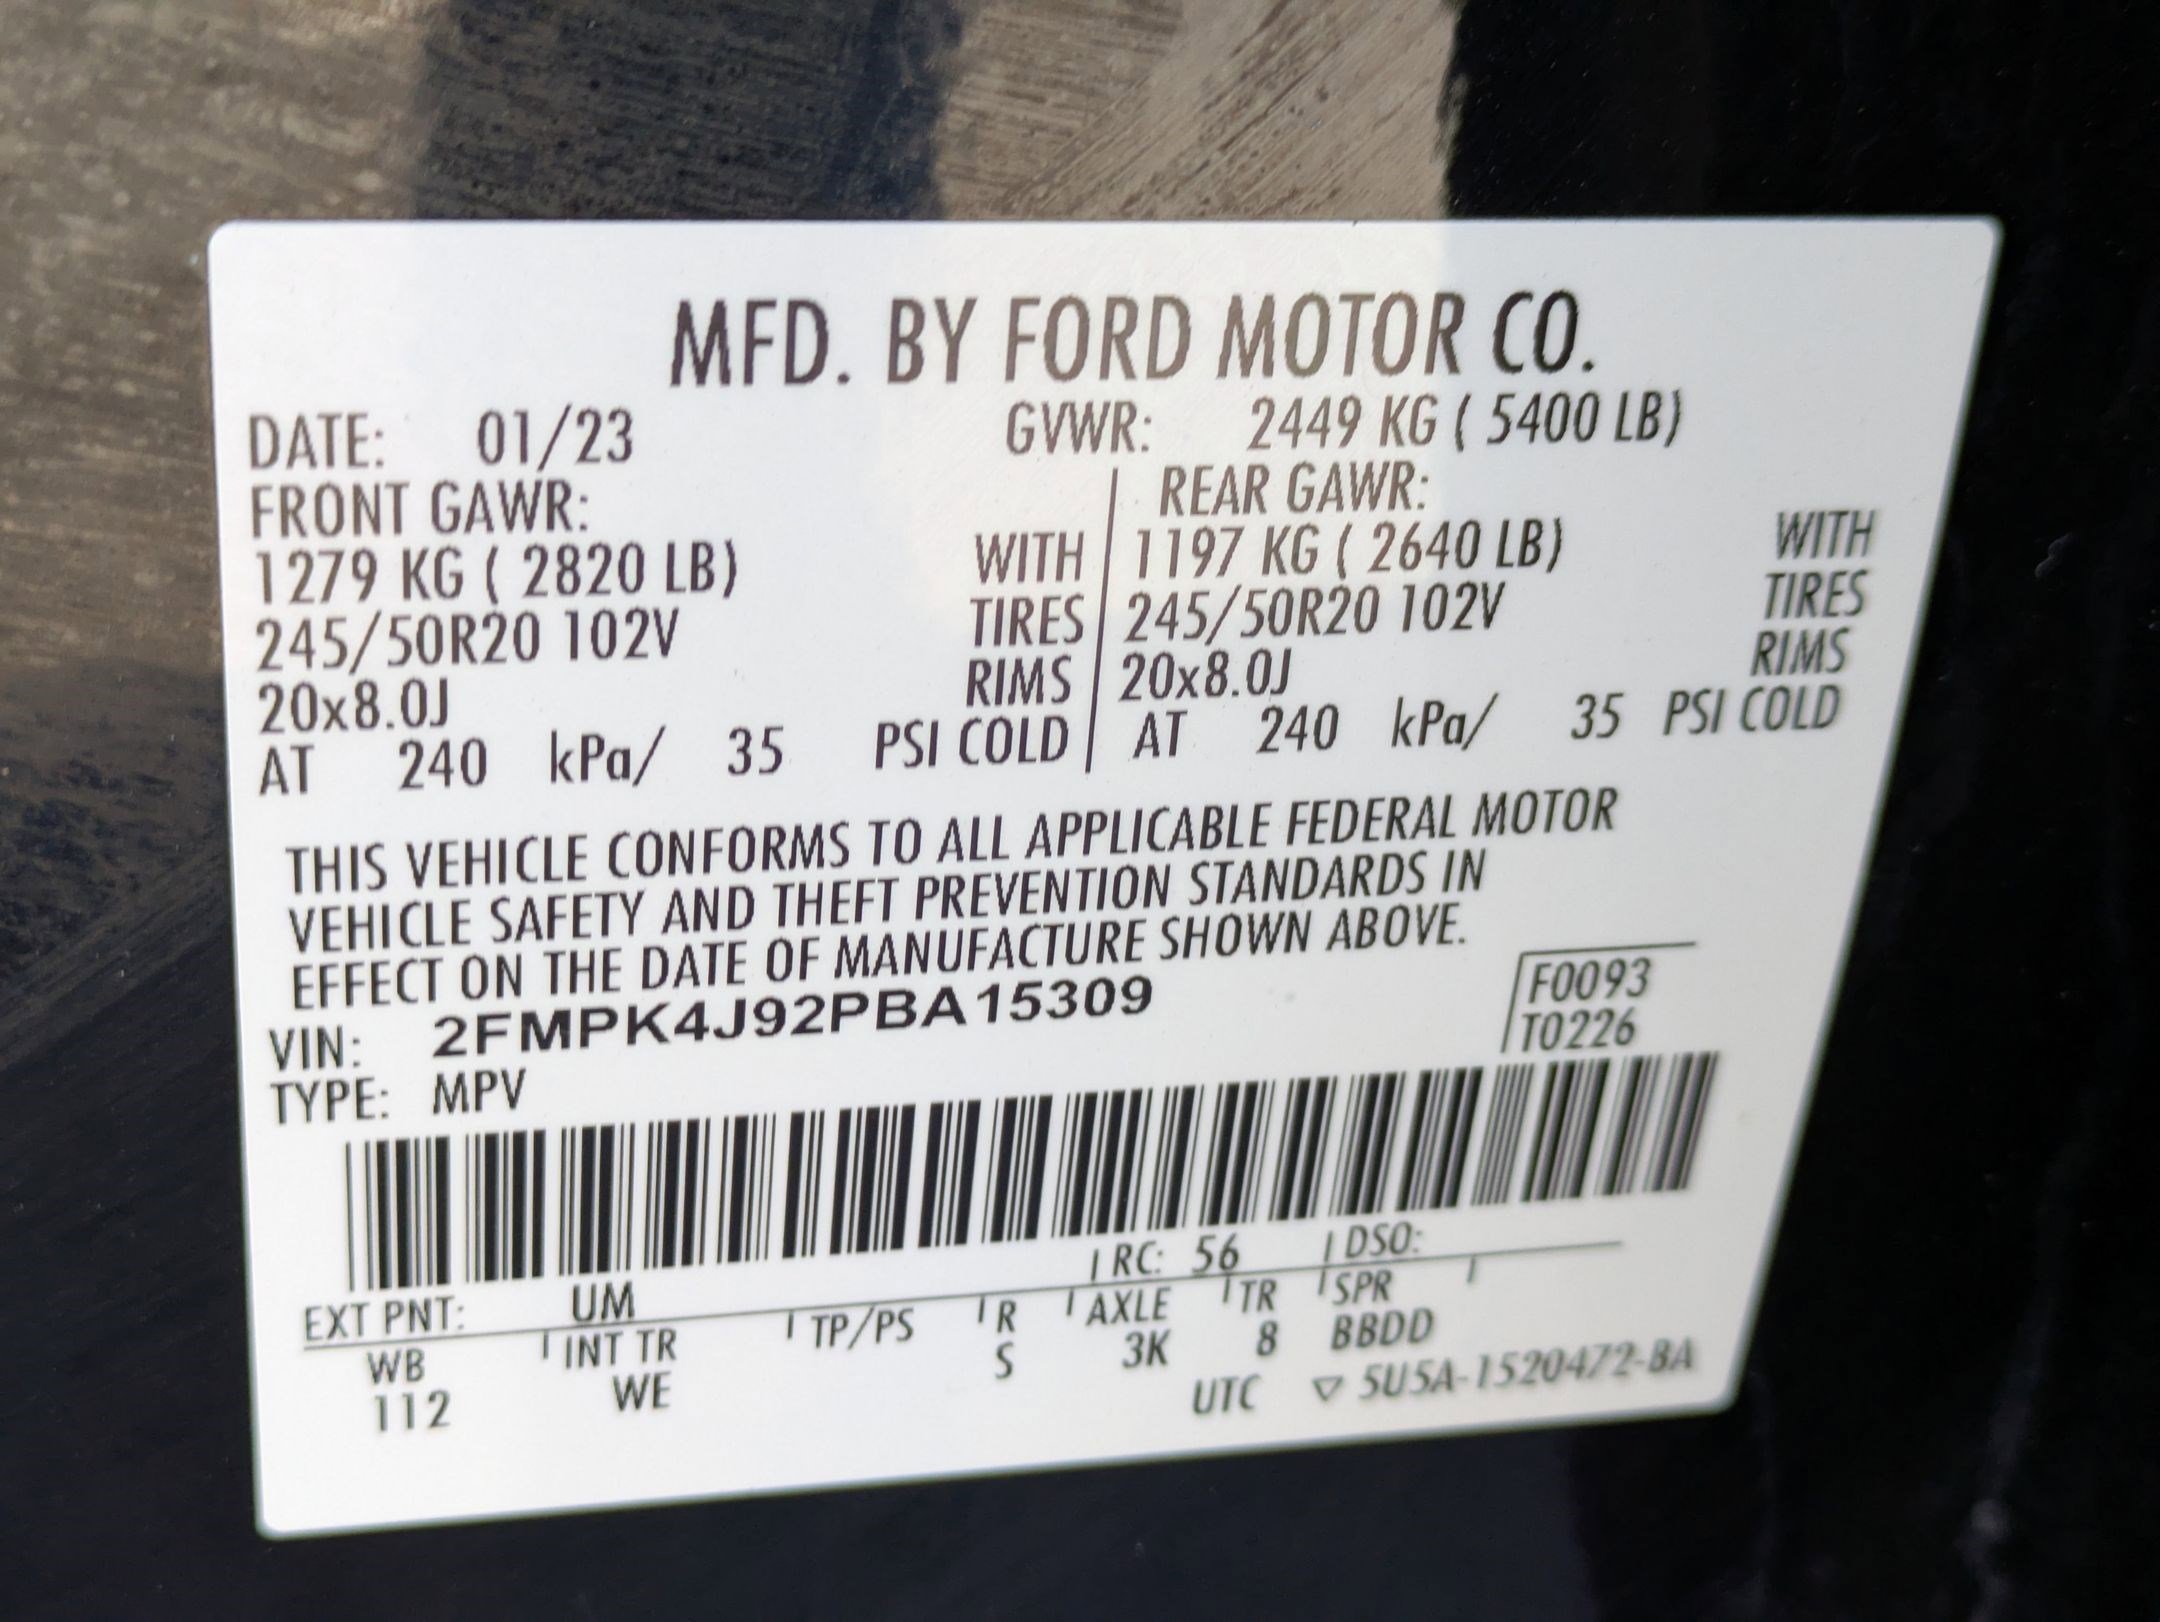 MFD. BY FORD MOTOR CO.
DATE: 01/23 GVWR: 2449 KG ( 5400 LB)
FRONT GAWR: REAR GAWR:
1279 KG ( 2820 LB) WITH 1197 KG ( 2640 LB) WITH
245/50R20 102V TIRES 245/50R20 102V TIRES
20x8.0J RIMS 20x8.0J RIMS
AT 240 kPa/ 35 PSI COLD AT 240 kPa/ 35 PSI COLD
THIS VEHICLE CONFORMS TO ALL APPLICABLE FEDERAL MOTOR
VEHICLE SAFETY AND THEFT PREVENTION STANDARDS IN
EFFECT ON THE DATE OF MANUFACTURE SHOWN ABOVE.
VIN: 2FMPK4J92PBA15309 F0093
TYPE: MPV T0226
EXT PNT: UM RC: 56 DSO:
WB INT TR TP/PS R AXLE TR SPR
112 WE S 3K 8 BBDD
UTC ▽ 5U5A-1520472-BA